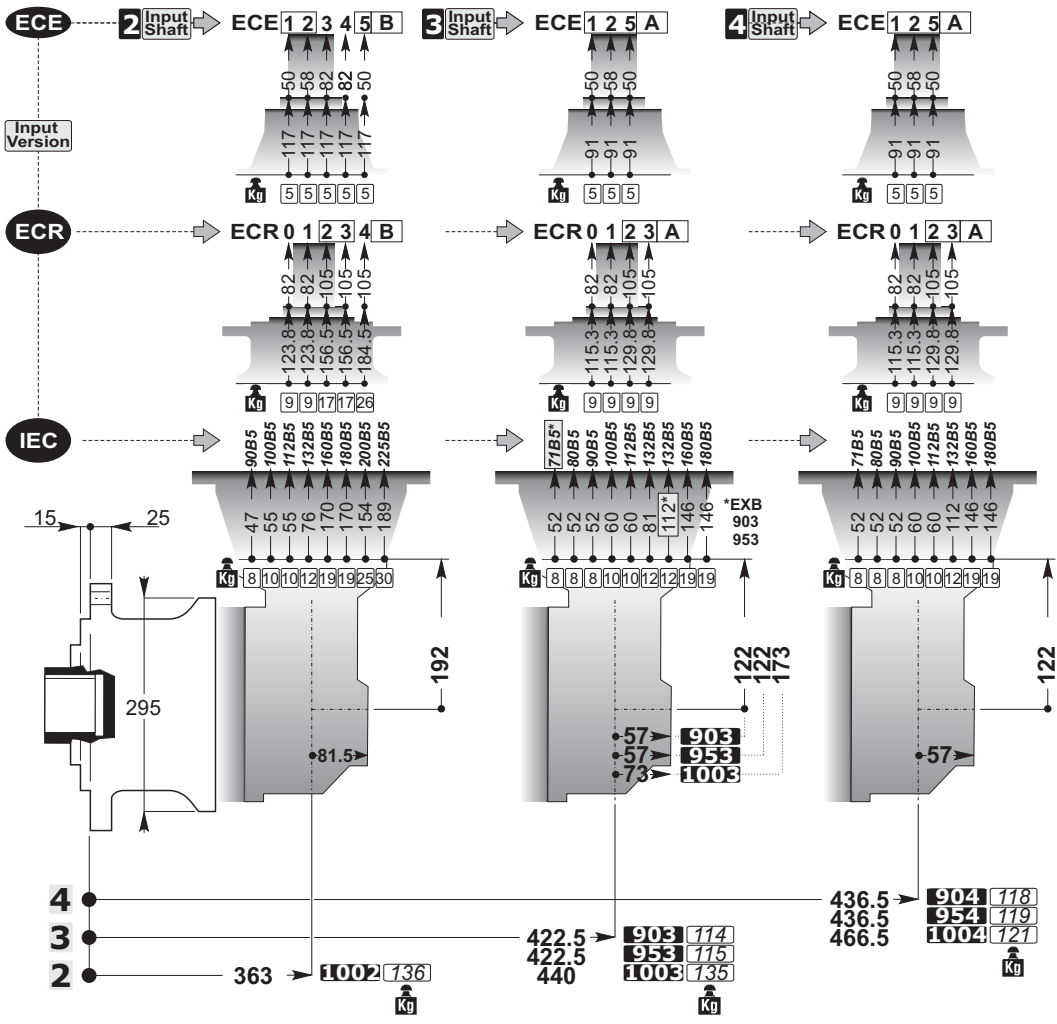 ECE 2 Input Shaft ECE 1 2 3 4 5 B 3 Input Shaft ECE 1 2 5 A 4 Input Shaft ECE 1 2 5 A
50 58 82 82 50 50 58 50 50 58 50
Input Version
117 117 117 117 117 91 91 91 91 91 91
Kg 5 5 5 5 5 Kg 5 5 5 Kg 5 5 5
ECR ECR 0 1 2 3 4 B ECR 0 1 2 3 A ECR 0 1 2 3 A
82 82 105 105 105 82 82 105 105 82 82 105 105
123.8 123.8 156.5 156.5 184.5 115.3 115.3 129.8 129.8 115.3 115.3 129.8 129.8
Kg 9 9 17 17 26 Kg 9 9 9 9 Kg 9 9 9 9
IEC 90B5 100B5 112B5 132B5 160B5 180B5 200B5 225B5 71B5* 80B5 90B5 100B5 112B5 132B5 132B5 160B5 180B5 71B5 80B5 90B5 100B5 112B5 132B5 160B5 180B5
15 25 47 55 55 76 170 170 154 189 52 52 52 60 60 81 112* 146 146 52 52 52 60 60 112 146 146
*EXB
903
953
Kg 8 10 10 12 19 19 25 30 Kg 8 8 8 10 10 12 12 19 19 Kg 8 8 8 10 10 12 19 19
192 122 122 173 122
295
57 903
81.5 57 953 57
73 1003
4 436.5 904 118
436.5 954 119
3 422.5 903 114 466.5 1004 121
422.5 953 115 Kg
2 363 1002 136 440 1003 135
Kg Kg